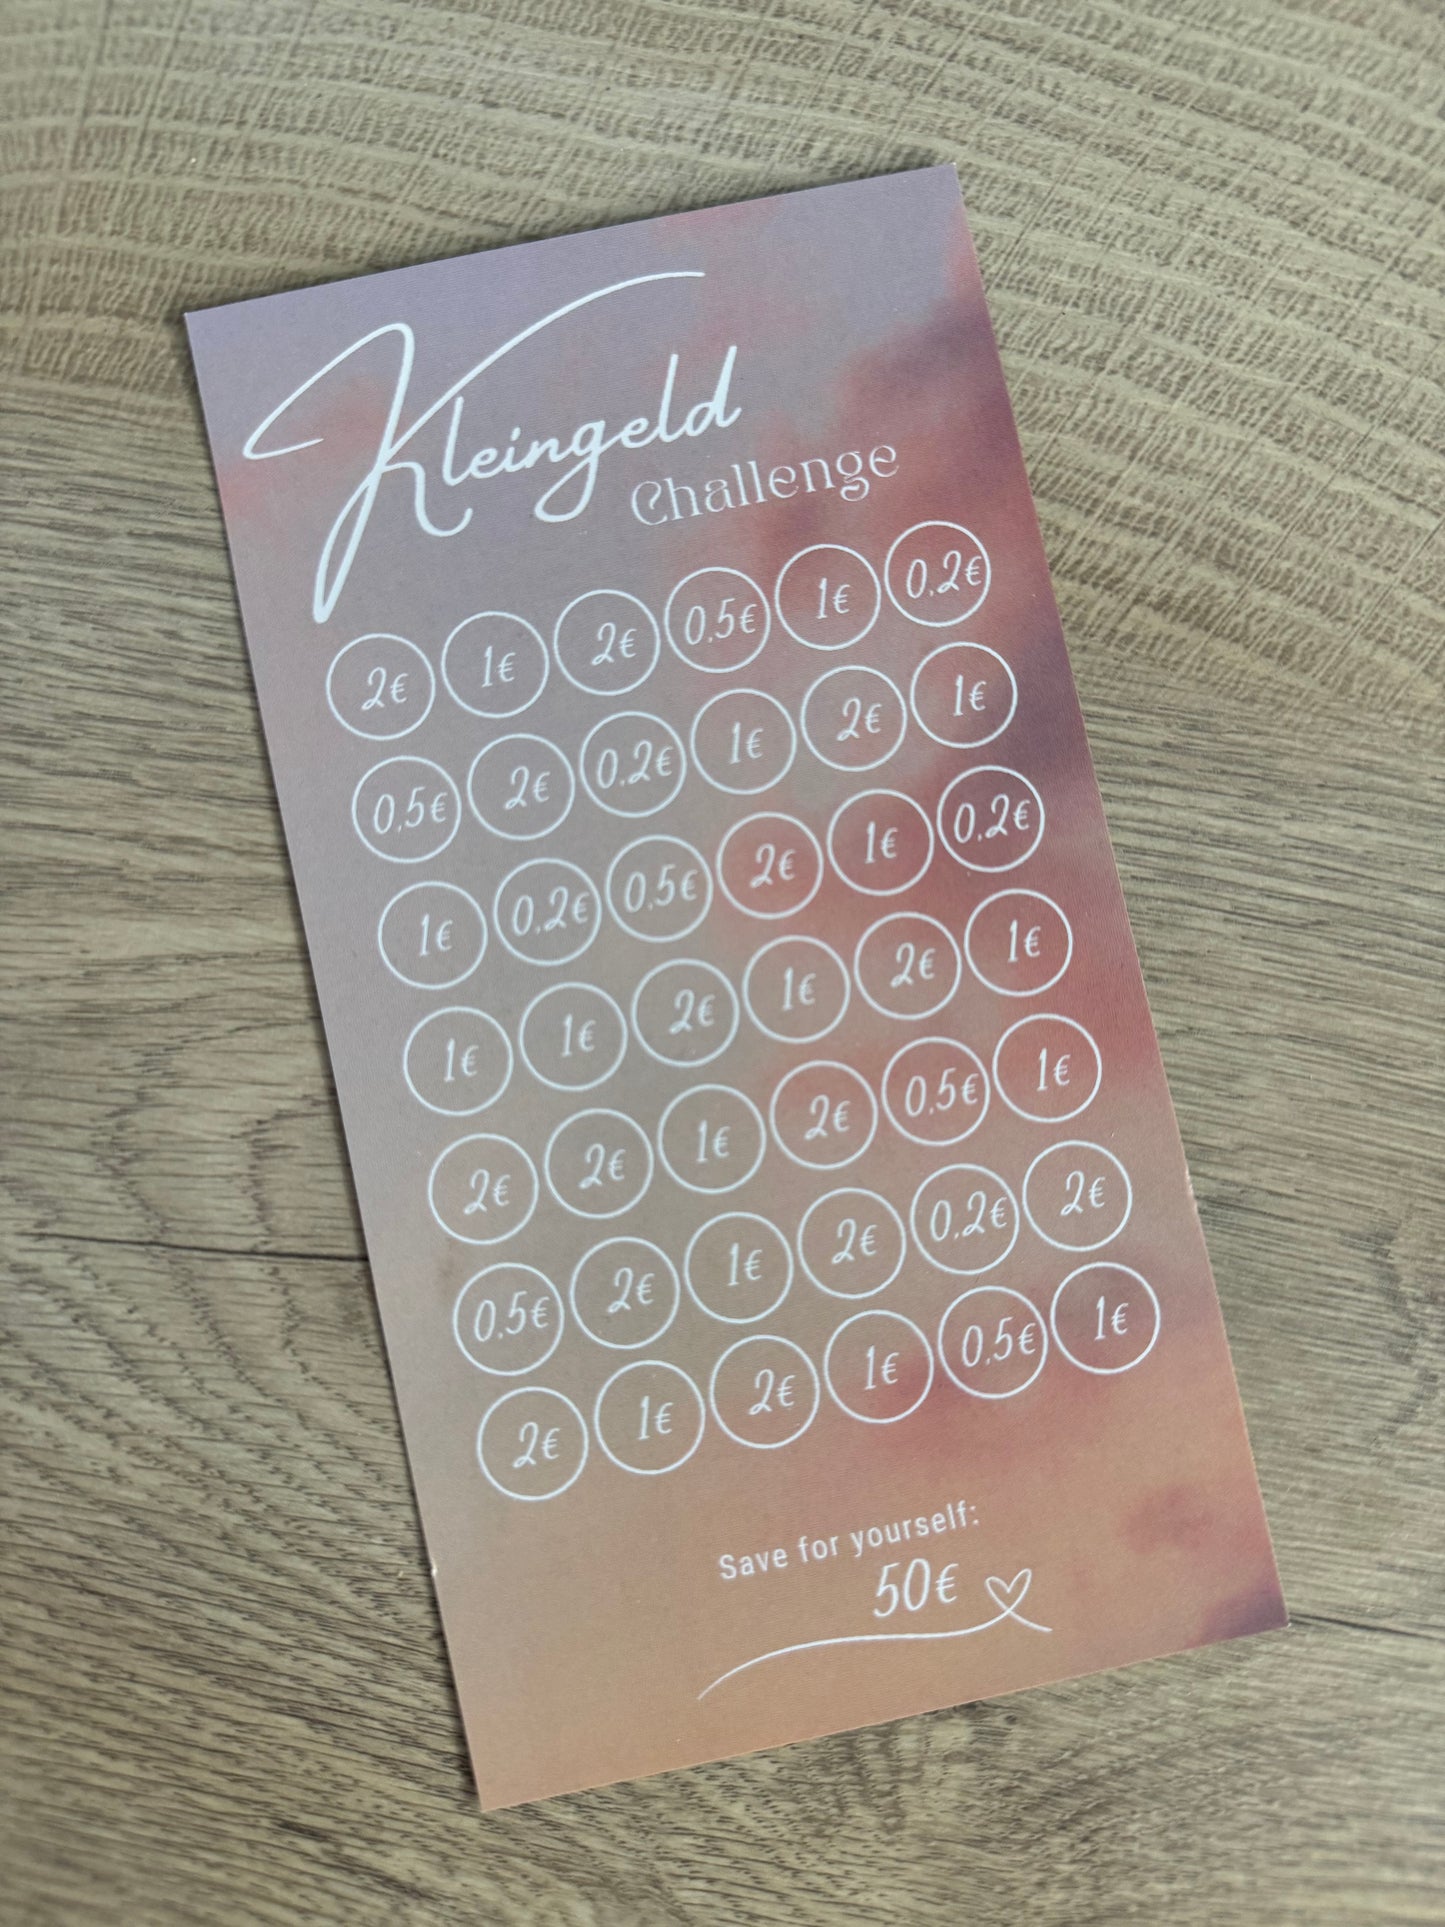 Kleingeld
Challenge
2€ 1€ 2€ 0,5€ 1€ 0,2€
0,5€ 2€ 0,2€ 1€ 2€ 1€
1€ 0,2€ 0,5€ 2€ 1€ 0,2€
1€ 1€ 2€ 1€ 2€ 1€
2€ 2€ 1€ 2€ 0,5€ 1€
0,5€ 2€ 1€ 2€ 0,2€ 2€
2€ 1€ 2€ 1€ 0,5€ 1€
Save for yourself:
50€